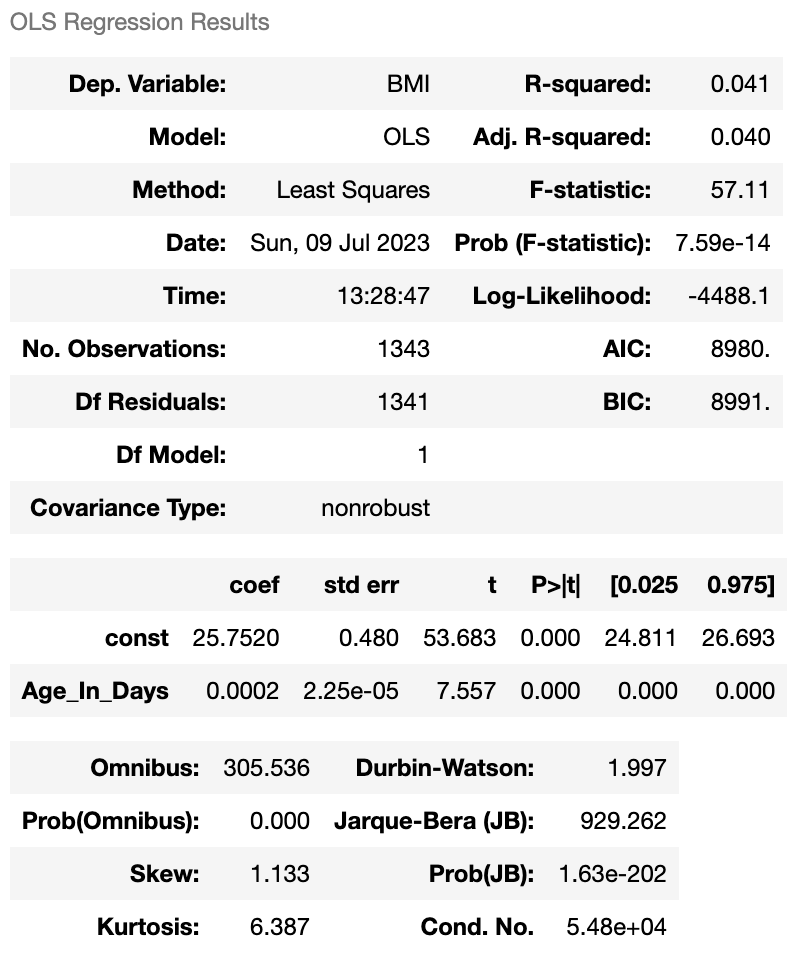 OLS Regression Results
Dep. Variable: BMI R-squared: 0.041
Model: OLS Adj. R-squared: 0.040
Method: Least Squares F-statistic: 57.11
Date: Sun, 09 Jul 2023 Prob (F-statistic): 7.59e-14
Time: 13:28:47 Log-Likelihood: -4488.1
No. Observations: 1343 AIC: 8980.
Df Residuals: 1341 BIC: 8991.
Df Model: 1
Covariance Type: nonrobust
coef std err t P>|t| [0.025 0.975]
const 25.7520 0.480 53.683 0.000 24.811 26.693
Age_In_Days 0.0002 2.25e-05 7.557 0.000 0.000 0.000
Omnibus: 305.536 Durbin-Watson: 1.997
Prob(Omnibus): 0.000 Jarque-Bera (JB): 929.262
Skew: 1.133 Prob(JB): 1.63e-202
Kurtosis: 6.387 Cond. No. 5.48e+04